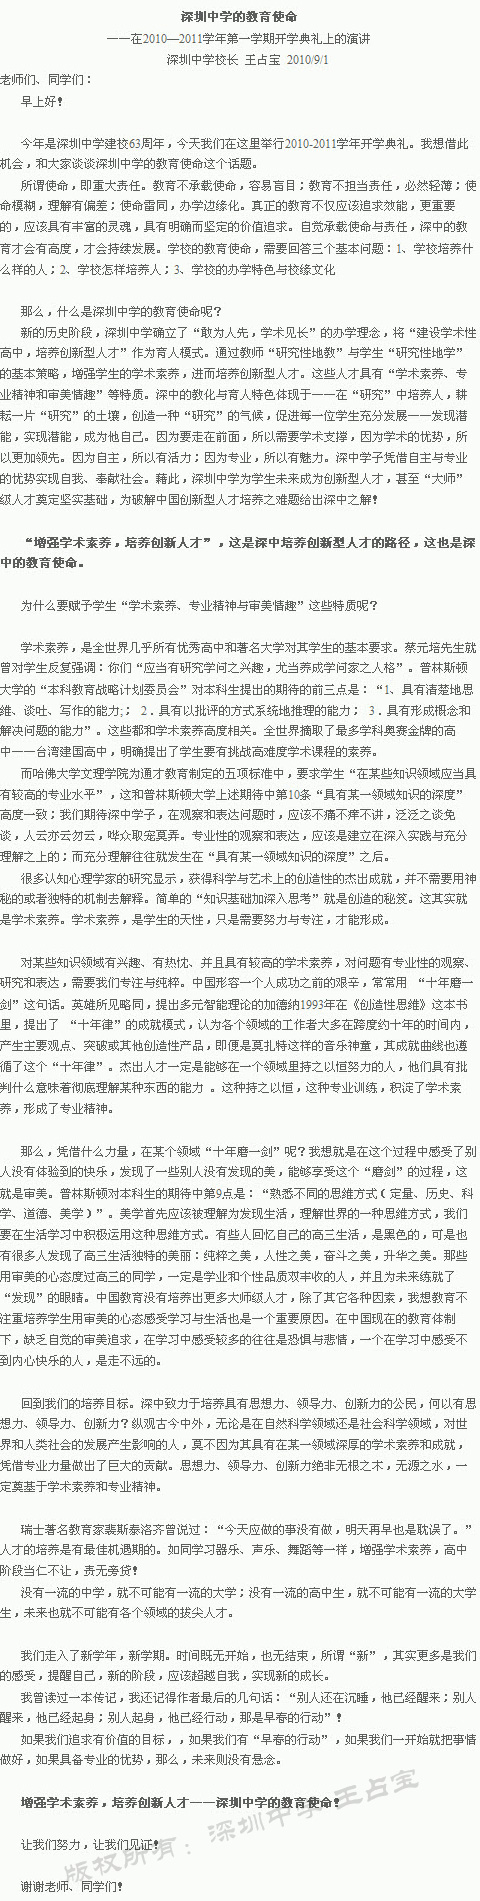 深圳中学的教育使命
——在2010—2011学年第一学期开学典礼上的演讲
深圳中学校长 王占宝 2010/9/1
老师们、同学们：
早上好！
今年是深圳中学建校63周年，今天我们在这里举行2010-2011学年开学典礼。我想借此
机会，和大家谈谈深圳中学的教育使命这个话题。
所谓使命，即重大责任。教育不承载使命，容易盲目；教育不担当责任，必然轻薄；使
命模糊，理解有偏差；使命雷同，办学边缘化。真正的教育不仅应该追求效能，更重要
的，应该具有丰富的灵魂，具有明确而坚定的价值追求。自觉承载使命与责任，深中的教
育才会有高度，才会持续发展。学校的教育使命，需要回答三个基本问题：1、学校培养什
么样的人；2、学校怎样培养人；3、学校的办学特色与校缘文化
那么，什么是深圳中学的教育使命呢？
新的历史阶段，深圳中学确立了“敢为人先，学术见长”的办学理念，将“建设学术性
高中，培养创新型人才”作为育人模式。通过教师“研究性地教”与学生“研究性地学”
的基本策略，增强学生的学术素养，进而培养创新型人才。这些人才具有“学术素养、专
业精神和审美情趣”等特质。深中的教化与育人特色体现于——在“研究”中培养人，耕
耘一片“研究”的土壤，创造一种“研究”的气候，促进每一位学生充分发展——发现潜
能，实现潜能，成为他自己。因为要走在前面，所以需要学术支撑，因为学术的优势，所
以更加领先。因为自主，所以有活力；因为专业，所以有魅力。深中学子凭借自主与专业
的优势实现自我、奉献社会。藉此，深圳中学为学生未来成为创新型人才，甚至“大师”
级人才奠定坚实基础，为破解中国创新型人才培养之难题给出深中之解！
“增强学术素养，培养创新人才”，这是深中培养创新型人才的路径，这也是深
中的教育使命。
为什么要赋予学生“学术素养、专业精神与审美情趣”这些特质呢？
学术素养，是全世界几乎所有优秀高中和著名大学对其学生的基本要求。蔡元培先生就
曾对学生反复强调：你们“应当有研究学问之兴趣，尤当养成学问家之人格”。普林斯顿
大学的“本科教育战略计划委员会”对本科生提出的期待的前三点是：“1、具有清楚地思
维、谈吐、写作的能力；； 2．具有以批评的方式系统地推理的能力； 3．具有形成概念和
解决问题的能力”。这些都和学术素养高度相关。全世界摘取了最多学科奥赛金牌的高
中——台湾建国高中，明确提出了学生要有挑战高难度学术课程的素养。
而哈佛大学文理学院为通才教育制定的五项标准中，要求学生“在某些知识领域应当具
有较高的专业水平”，这和普林斯顿大学上述期待中第10条“具有某一领域知识的深度”
高度一致；我们期待深中学子，在观察和表达问题时，应该不痛不痒不讲，泛泛之谈免
谈，人云亦云勿云，哗众取宠莫弄。专业性的观察和表达，应该是建立在深入实践与充分
理解之上的；而充分理解往往就发生在“具有某一领域知识的深度”之后。
很多认知心理学家的研究显示，获得科学与艺术上的创造性的杰出成就，并不需要用神
秘的或者独特的机制去解释。简单的“知识基础加深入思考”就是创造的秘笈。这其实就
是学术素养。学术素养，是学生的天性，只是需要努力与专注，才能形成。
对某些知识领域有兴趣、有热忱、并且具有较高的学术素养，对问题有专业性的观察、
研究和表达，需要我们专注与纯粹。中国形容一个人成功之前的艰辛，常常用 “十年磨一
剑”这句话。英雄所见略同，提出多元智能理论的加德纳1993年在《创造性思维》这本书
里，提出了 “十年律”的成就模式，认为各个领域的工作者大多在跨度约十年的时间内，
产生主要观点、突破或其他创造性产品，即便是莫扎特这样的音乐神童，其成就曲线也遵
循了这个“十年律”。杰出人才一定是能够在一个领域里持之以恒努力的人，他们具有批
判什么意味着彻底理解某种东西的能力 。这种持之以恒，这种专业训练，积淀了学术素
养，形成了专业精神。
那么，凭借什么力量，在某个领域“十年磨一剑”呢？我想就是在这个过程中感受了别
人没有体验到的快乐，发现了一些别人没有发现的美，能够享受这个“磨剑”的过程，这
就是审美。普林斯顿对本科生的期待中第9点是：“熟悉不同的思维方式（定量、历史、科
学、道德、美学）”。美学首先应该被理解为发现生活，理解世界的一种思维方式，我们
要在生活学习中积极运用这种思维方式。有些人回忆自己的高三生活，是黑色的，可是也
有很多人发现了高三生活独特的美丽：纯粹之美，人性之美，奋斗之美，升华之美。那些
用审美的心态度过高三的同学，一定是学业和个性品质双丰收的人，并且为未来练就了
“发现”的眼睛。中国教育没有培养出更多大师级人才，除了其它各种因素，我想教育不
注重培养学生用审美的心态感受学习与生活也是一个重要原因。在中国现在的教育体制
下，缺乏自觉的审美追求，在学习中感受较多的往往是恐惧与悲情，一个在学习中感受不
到内心快乐的人，是走不远的。
回到我们的培养目标。深中致力于培养具有思想力、领导力、创新力的公民，何以有思
想力、领导力、创新力？纵观古今中外，无论是在自然科学领域还是社会科学领域，对世
界和人类社会的发展产生影响的人，莫不因为其具有在某一领域深厚的学术素养和成就，
凭借专业力量做出了巨大的贡献。思想力、领导力、创新力绝非无根之木，无源之水，一
定奠基于学术素养和专业精神。
瑞士著名教育家裴斯泰洛齐曾说过：“今天应做的事没有做，明天再早也是耽误了。”
人才的培养是有最佳机遇期的。如同学习器乐、声乐、舞蹈等一样，增强学术素养，高中
阶段当仁不让，责无旁贷！
没有一流的中学，就不可能有一流的大学；没有一流的高中生，就不可能有一流的大学
生，未来也就不可能有各个领域的拔尖人才。
我们走入了新学年，新学期。时间既无开始，也无结束，所谓“新”，其实更多是我们
的感受，提醒自己，新的阶段，应该超越自我，实现新的成长。
我曾读过一本传记，我还记得作者最后的几句话：“别人还在沉睡，他已经醒来；别人
醒来，他已经起身；别人起身，他已经行动，那是早春的行动”！
如果我们追求有价值的目标，，如果我们有“早春的行动”，如果我们一开始就把事情
做好，如果具备专业的优势，那么，未来则没有悬念。
增强学术素养，培养创新人才——深圳中学的教育使命！
让我们努力，让我们见证！
谢谢老师、同学们！
版权所有：深圳中学 王占宝